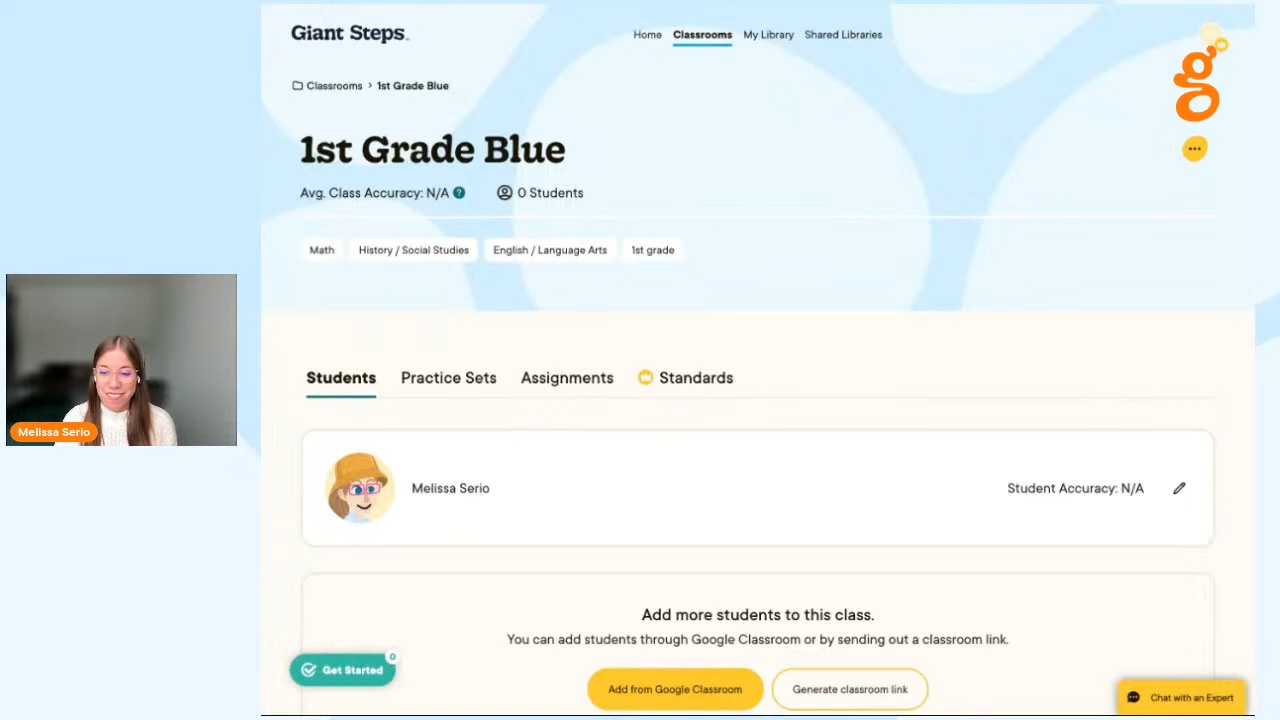 Giant Steps
Home Classrooms My Library Shared Libraries
g
Classrooms > 1st Grade Blue
1st Grade Blue
Avg. Class Accuracy: N/A ? 0 Students
Math History / Social Studies English / Language Arts 1st grade
Students Practice Sets Assignments Standards
Melissa Serio
Melissa Serio Student Accuracy: N/A
Add more students to this class.
You can add students through Google Classroom or by sending out a classroom link.
Get Started
Add from Google Classroom Generate classroom link
Chat with an Expert